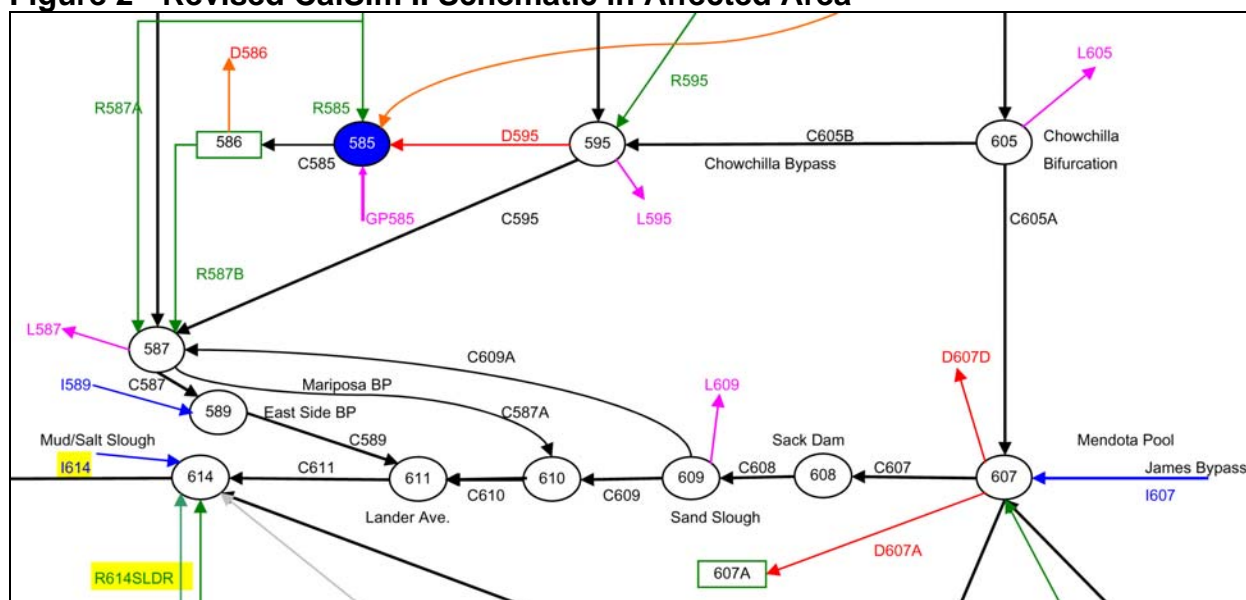 Figure 2 - Revised CalSim II Schematic in Affected Area
D586
L605
R587A
R585
R595
586
585
D595
595
C605B
605
Chowchilla
Bifurcation
C585
Chowchilla Bypass
GP585
C595
L595
C605A
R587B
L587
587
C609A
D607D
I589
C587
Mariposa BP
L609
589
East Side BP
C587A
Mud/Salt Slough
C589
Sack Dam
Mendota Pool
I614
614
C611
611
610
609
C608
608
C607
607
James Bypass
C610
C609
I607
Lander Ave.
Sand Slough
D607A
R614SLDR
607A